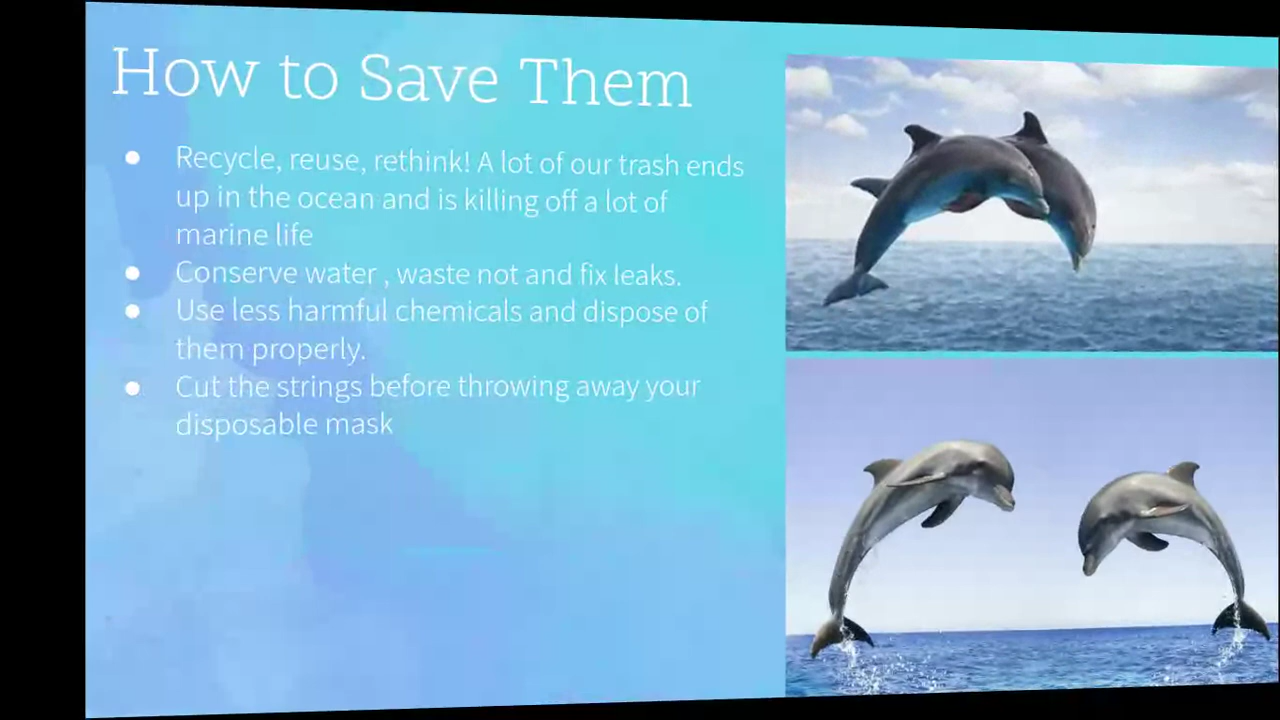 How to Save Them
● Recycle, reuse, rethink! A lot of our trash ends
up in the ocean and is killing off a lot of
marine life
● Conserve water , waste not and fix leaks.
● Use less harmful chemicals and dispose of
them properly.
● Cut the strings before throwing away your
disposable mask